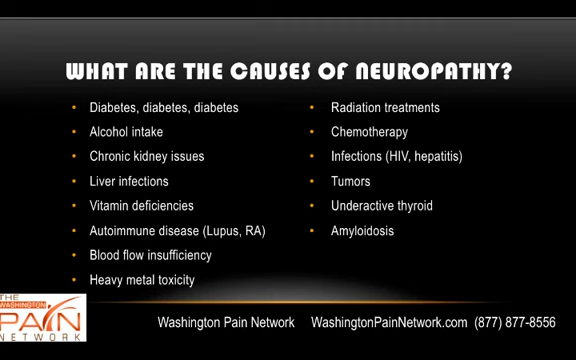 WHAT ARE THE CAUSES OF NEUROPATHY?
• Diabetes, diabetes, diabetes
• Alcohol intake
• Chronic kidney issues
• Liver infections
• Vitamin deficiencies
• Autoimmune disease (Lupus, RA)
• Blood flow insufficiency
• Heavy metal toxicity
• Radiation treatments
• Chemotherapy
• Infections (HIV, hepatitis)
• Tumors
• Underactive thyroid
• Amyloidosis
THE
WASHINGTON
PAIN
NETWORK
Washington Pain Network WashingtonPainNetwork.com (877) 877-8556